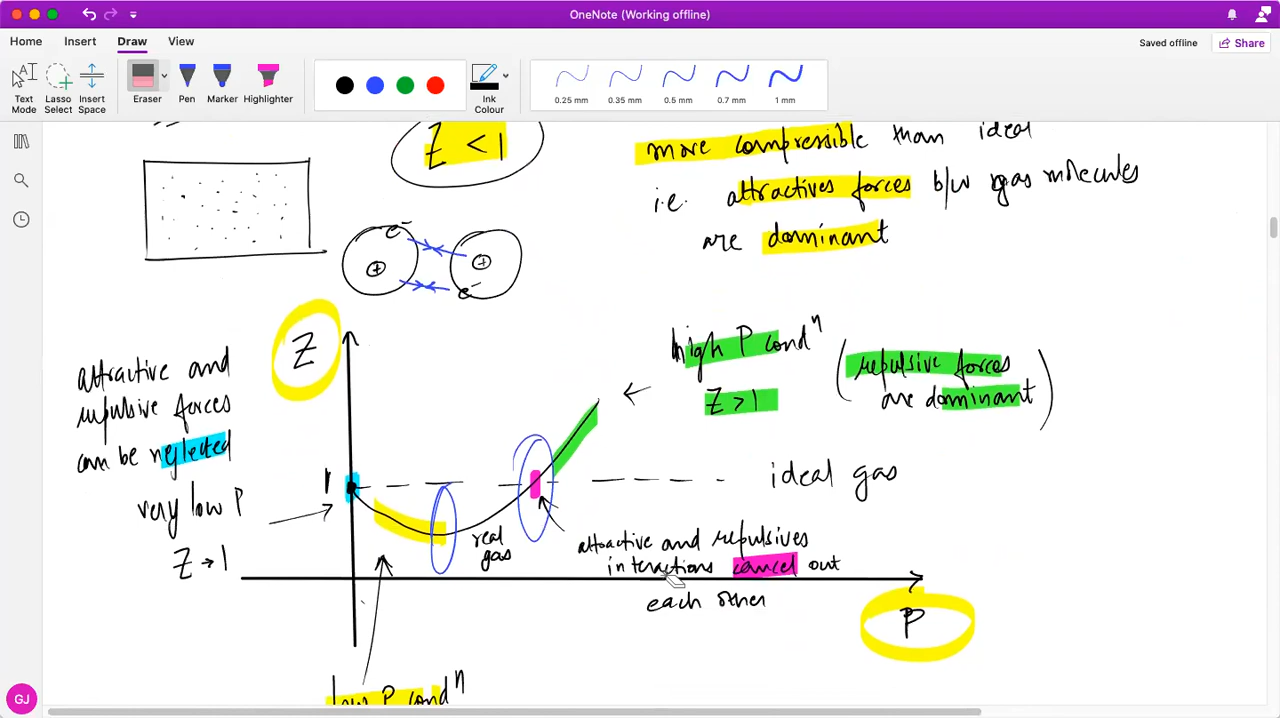 OneNote (Working offline)
Home Insert Draw View
Saved offline
Share
Text Mode
Lasso Select
Insert Space
Eraser
Pen
Marker
Highlighter
Ink Colour
0.25 mm
0.35 mm
0.5 mm
0.7 mm
1 mm
Z < 1
more compressible than ideal
i.e. attractives forces b/w gas molecules
are dominant
e⁻
+
+
e⁻
Z
high P condⁿ
Z > 1
(repulsive forces
are dominant)
attractive and
repulsive forces
can be neglected
very low P
Z → 1
1
ideal gas
real
gas
attractive and repulsives
interactions cancel out
each other
P
low P condⁿ
GJ